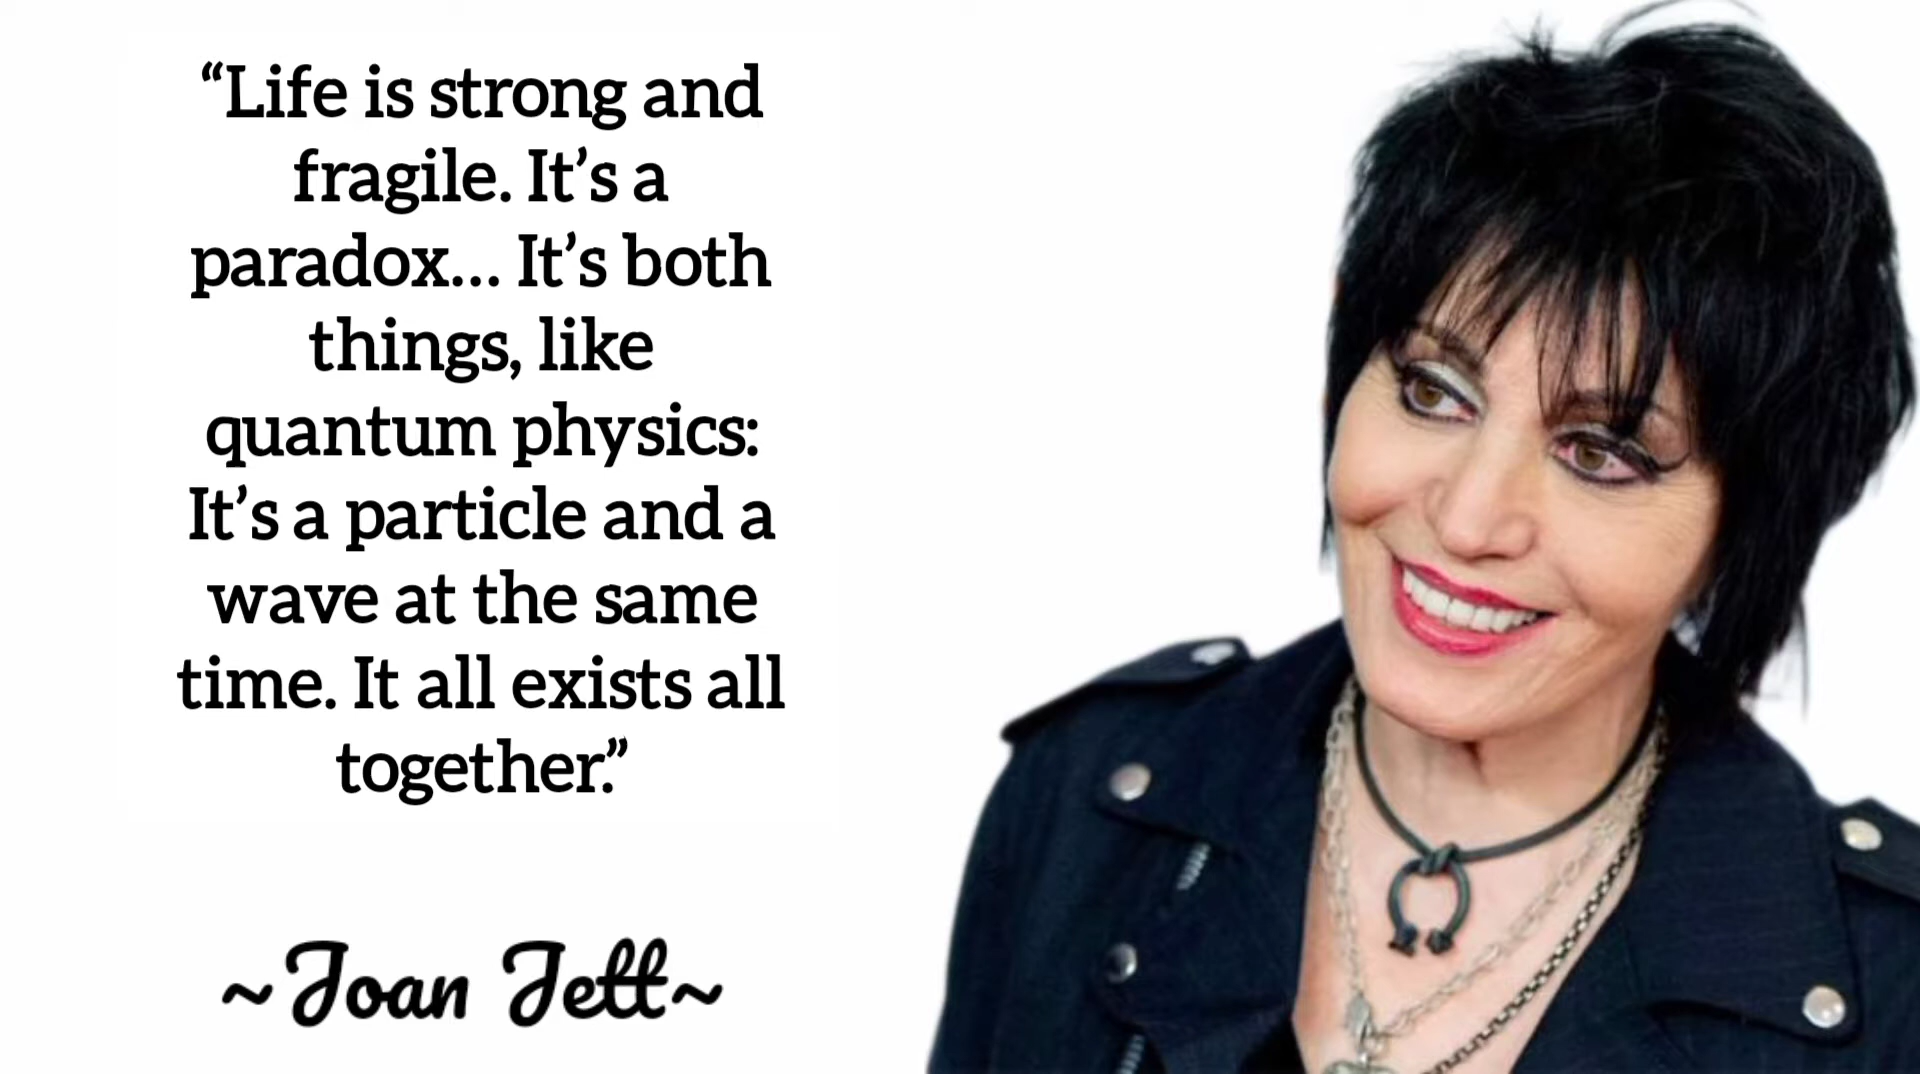 “Life is strong and
fragile. It’s a
paradox... It’s both
things, like
quantum physics:
It’s a particle and a
wave at the same
time. It all exists all
together.”
~Joan Jett~